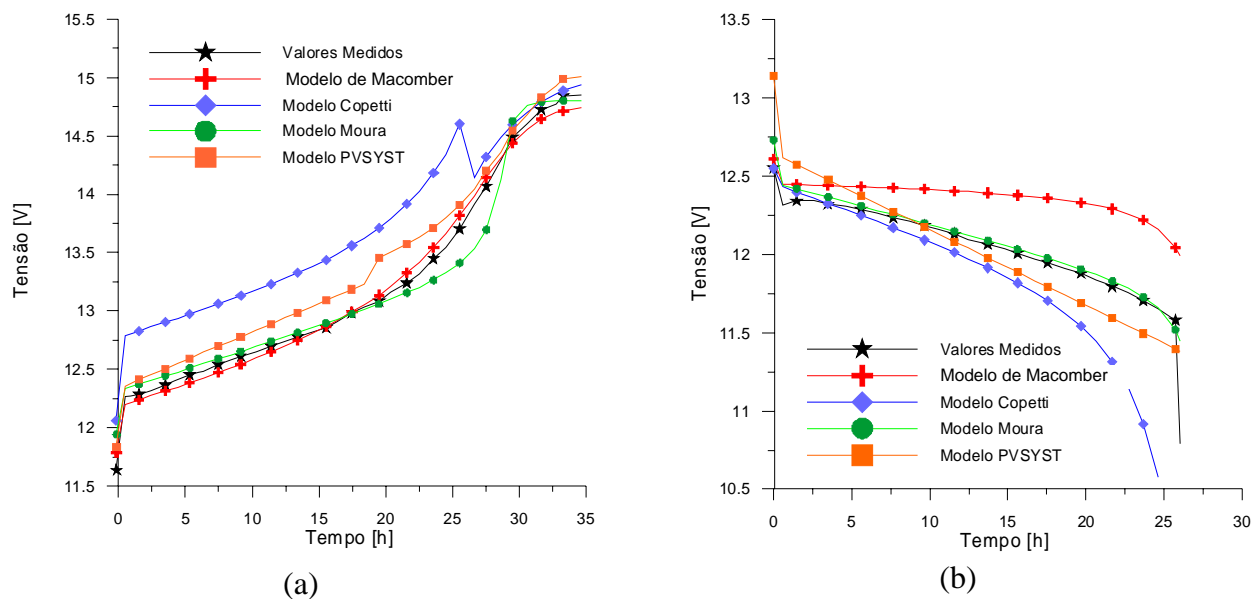 15.5
15
14.5
14
13.5
13
12.5
12
11.5
Tensão [V]
Valores Medidos
Modelo de Macomber
Modelo Copetti
Modelo Moura
Modelo PVSYST
0 5 10 15 20 25 30 35
Tempo [h]
(a)
13.5
13
12.5
12
11.5
11
10.5
Tensão [V]
Valores Medidos
Modelo de Macomber
Modelo Copetti
Modelo Moura
Modelo PVSYST
0 5 10 15 20 25 30
Tempo [h]
(b)